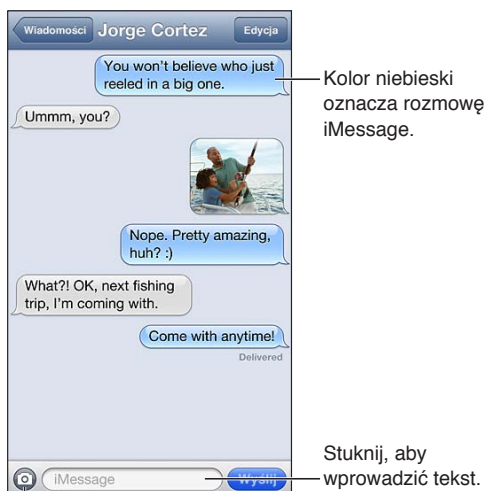 Wiadomości Jorge Cortez Edycja
You won't believe who just
reeled in a big one.
Kolor niebieski
oznacza rozmowę
iMessage.
Ummm, you?
Nope. Pretty amazing,
huh? :)
What?! OK, next fishing
trip, I'm coming with.
Come with anytime!
Delivered
iMessage Wyślij
Stuknij, aby
wprowadzić tekst.